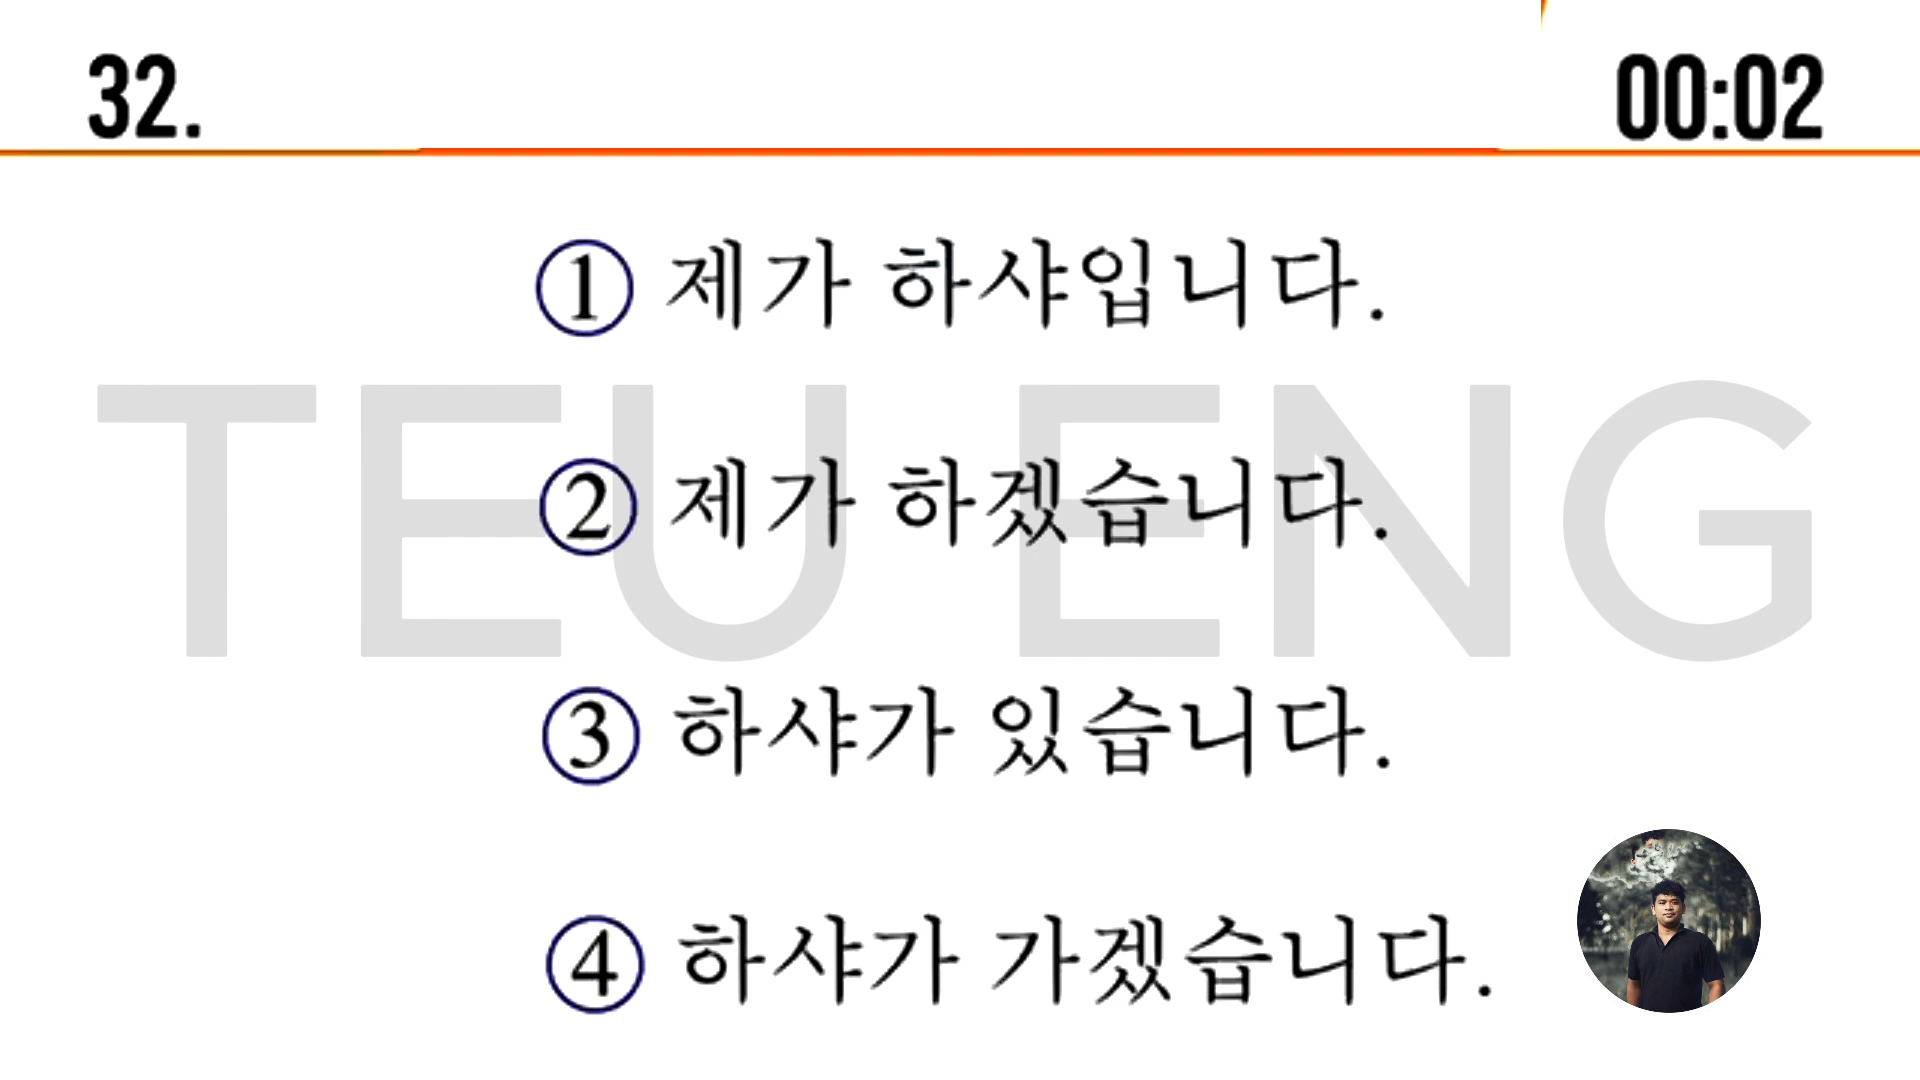 32.
00:02
① 제가 하샤입니다.
② 제가 하겠습니다.
③ 하샤가 있습니다.
④ 하샤가 가겠습니다.
TEU ENG